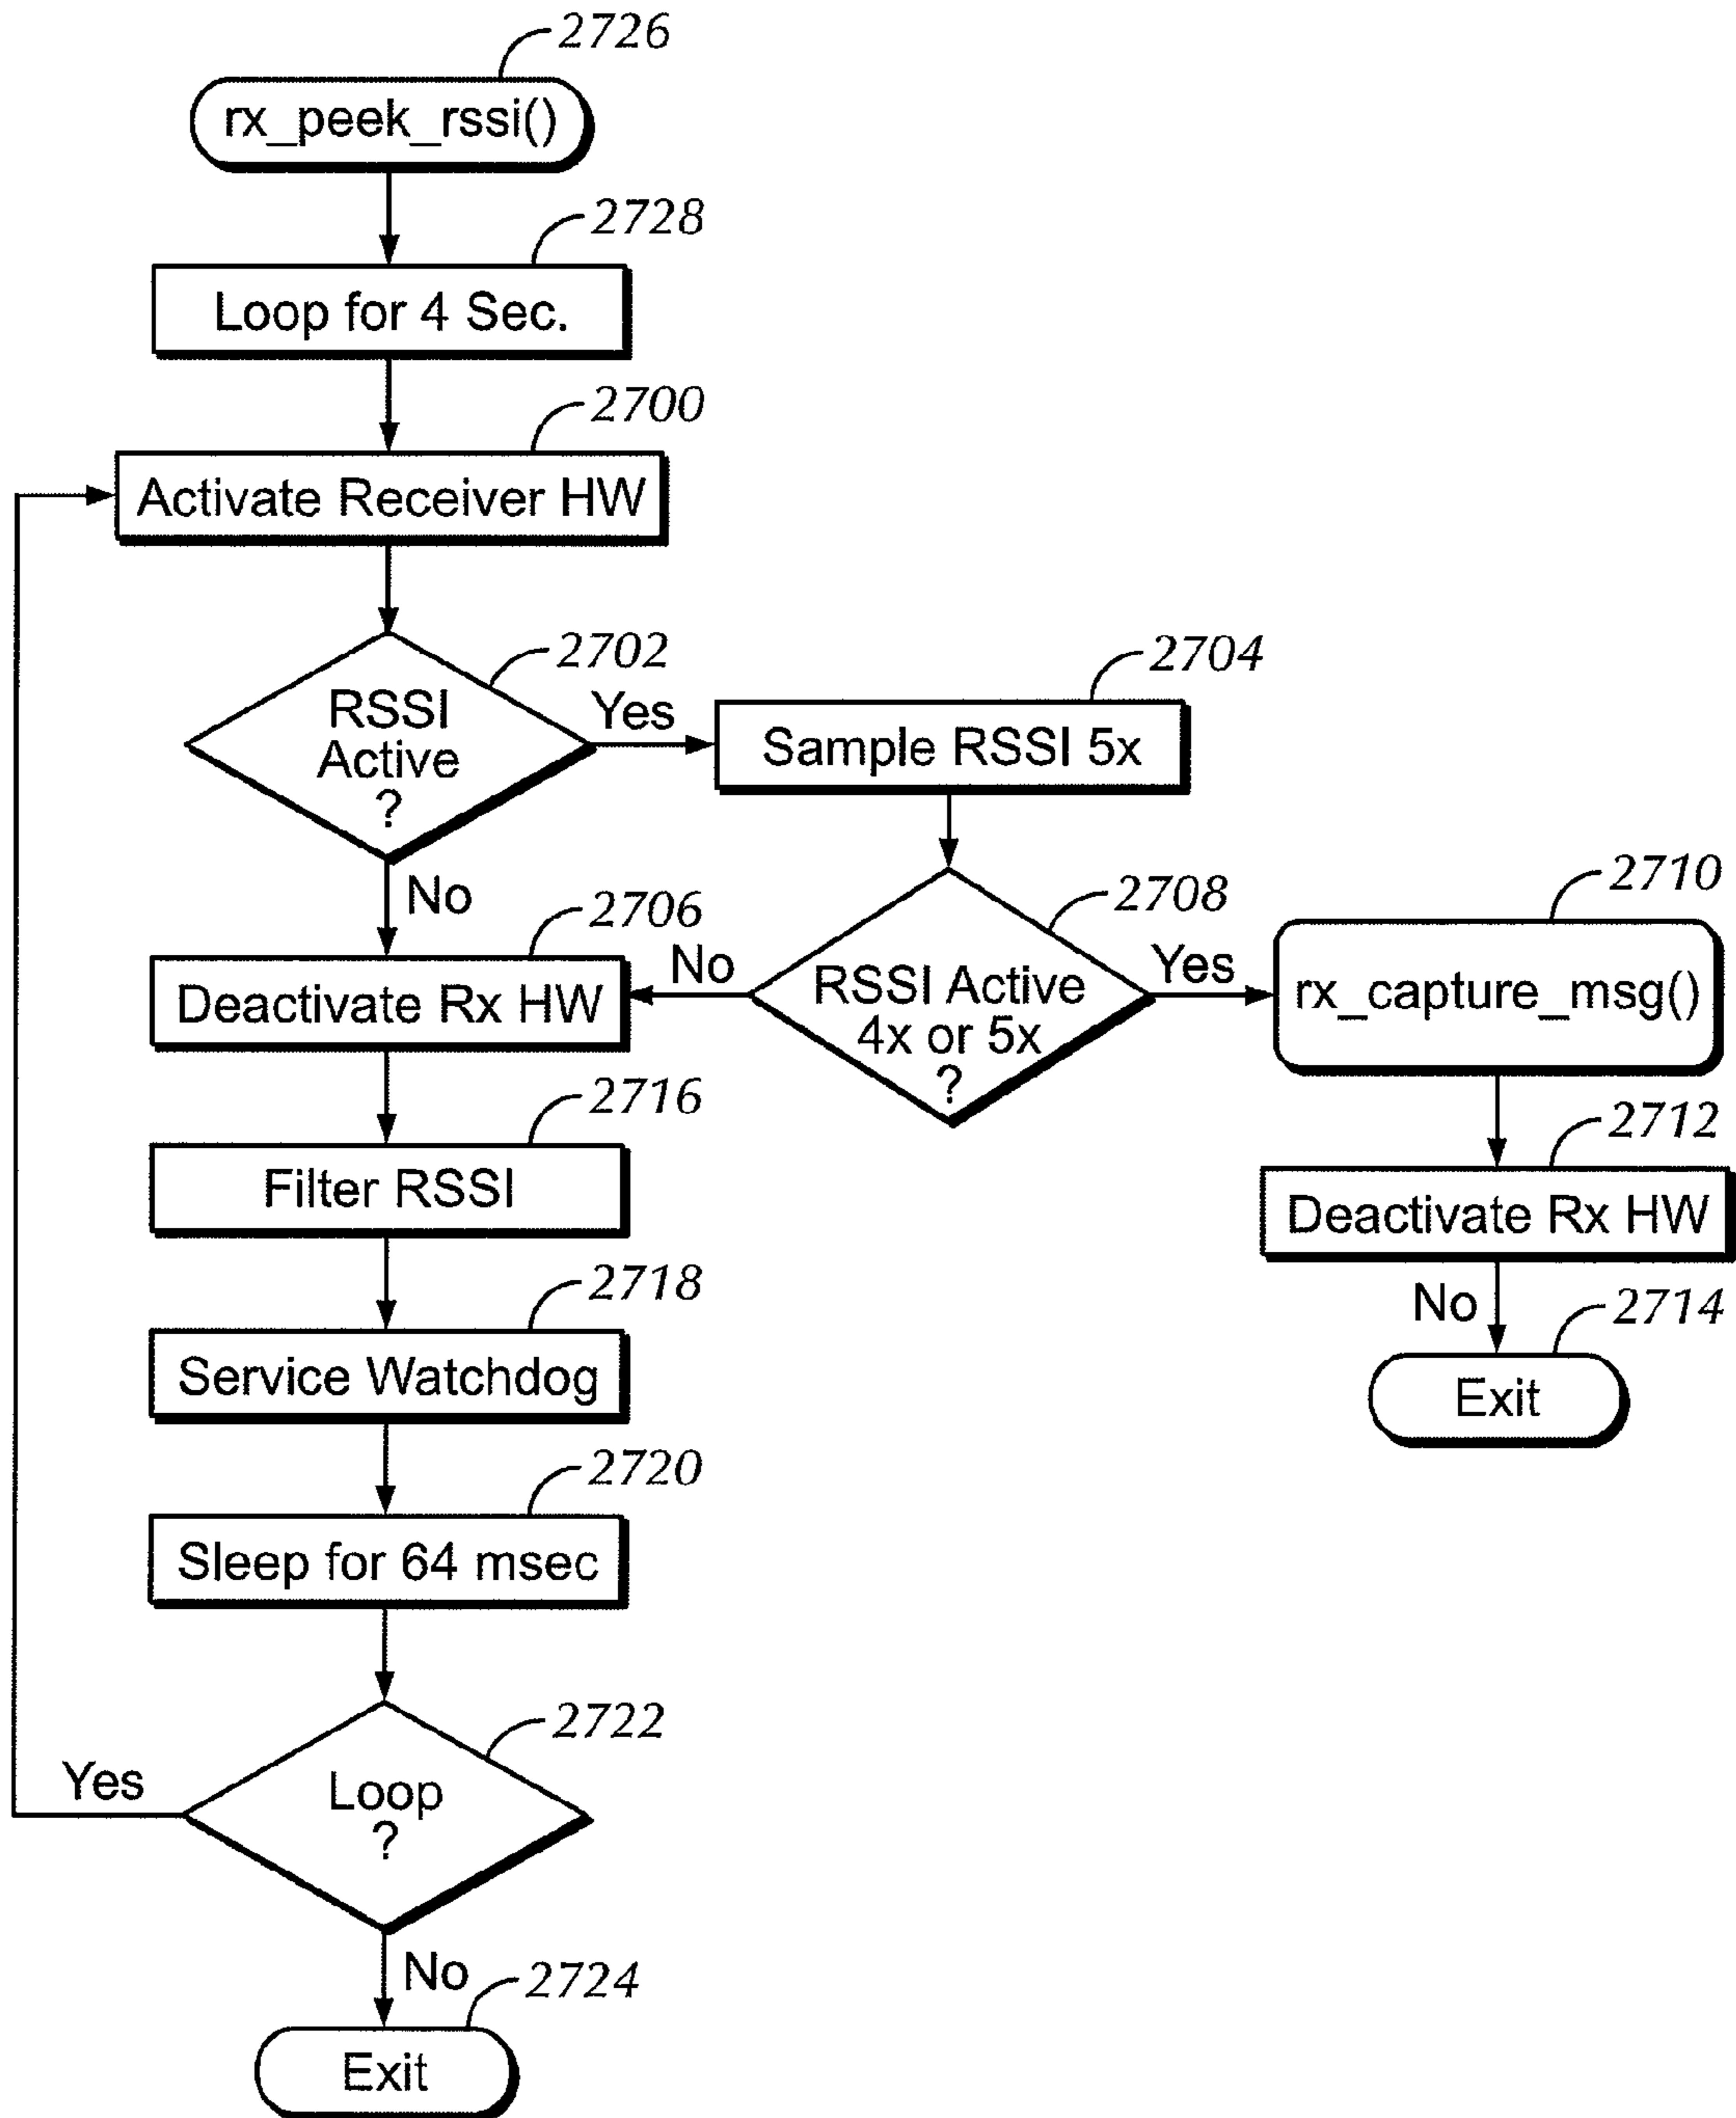 2726
rx_peek_rssi()
2728
Loop for 4 Sec.
2700
Activate Receiver HW
2702
RSSI
Active
?
Yes
No
2704
Sample RSSI 5x
2708
RSSI Active
4x or 5x
?
No
Yes
2710
rx_capture_msg()
2712
Deactivate Rx HW
No
2714
Exit
2706
Deactivate Rx HW
2716
Filter RSSI
2718
Service Watchdog
2720
Sleep for 64 msec
2722
Loop
?
Yes
No
2724
Exit